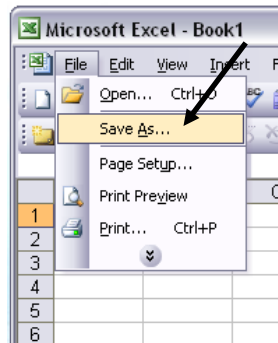 Microsoft Excel - Book1
File Edit View Insert F
Open... Ctrl+O
Save As...
Page Setup...
Print Preview
Print... Ctrl+P
1
2
3
4
5
6